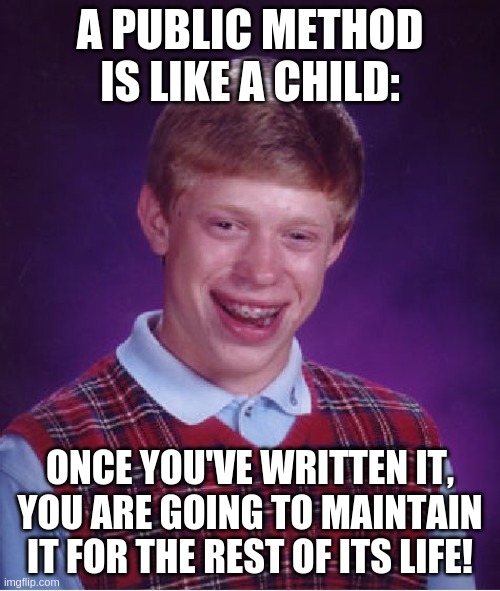 A PUBLIC METHOD
IS LIKE A CHILD:
ONCE YOU'VE WRITTEN IT,
YOU ARE GOING TO MAINTAIN
IT FOR THE REST OF ITS LIFE!
imgflip.com